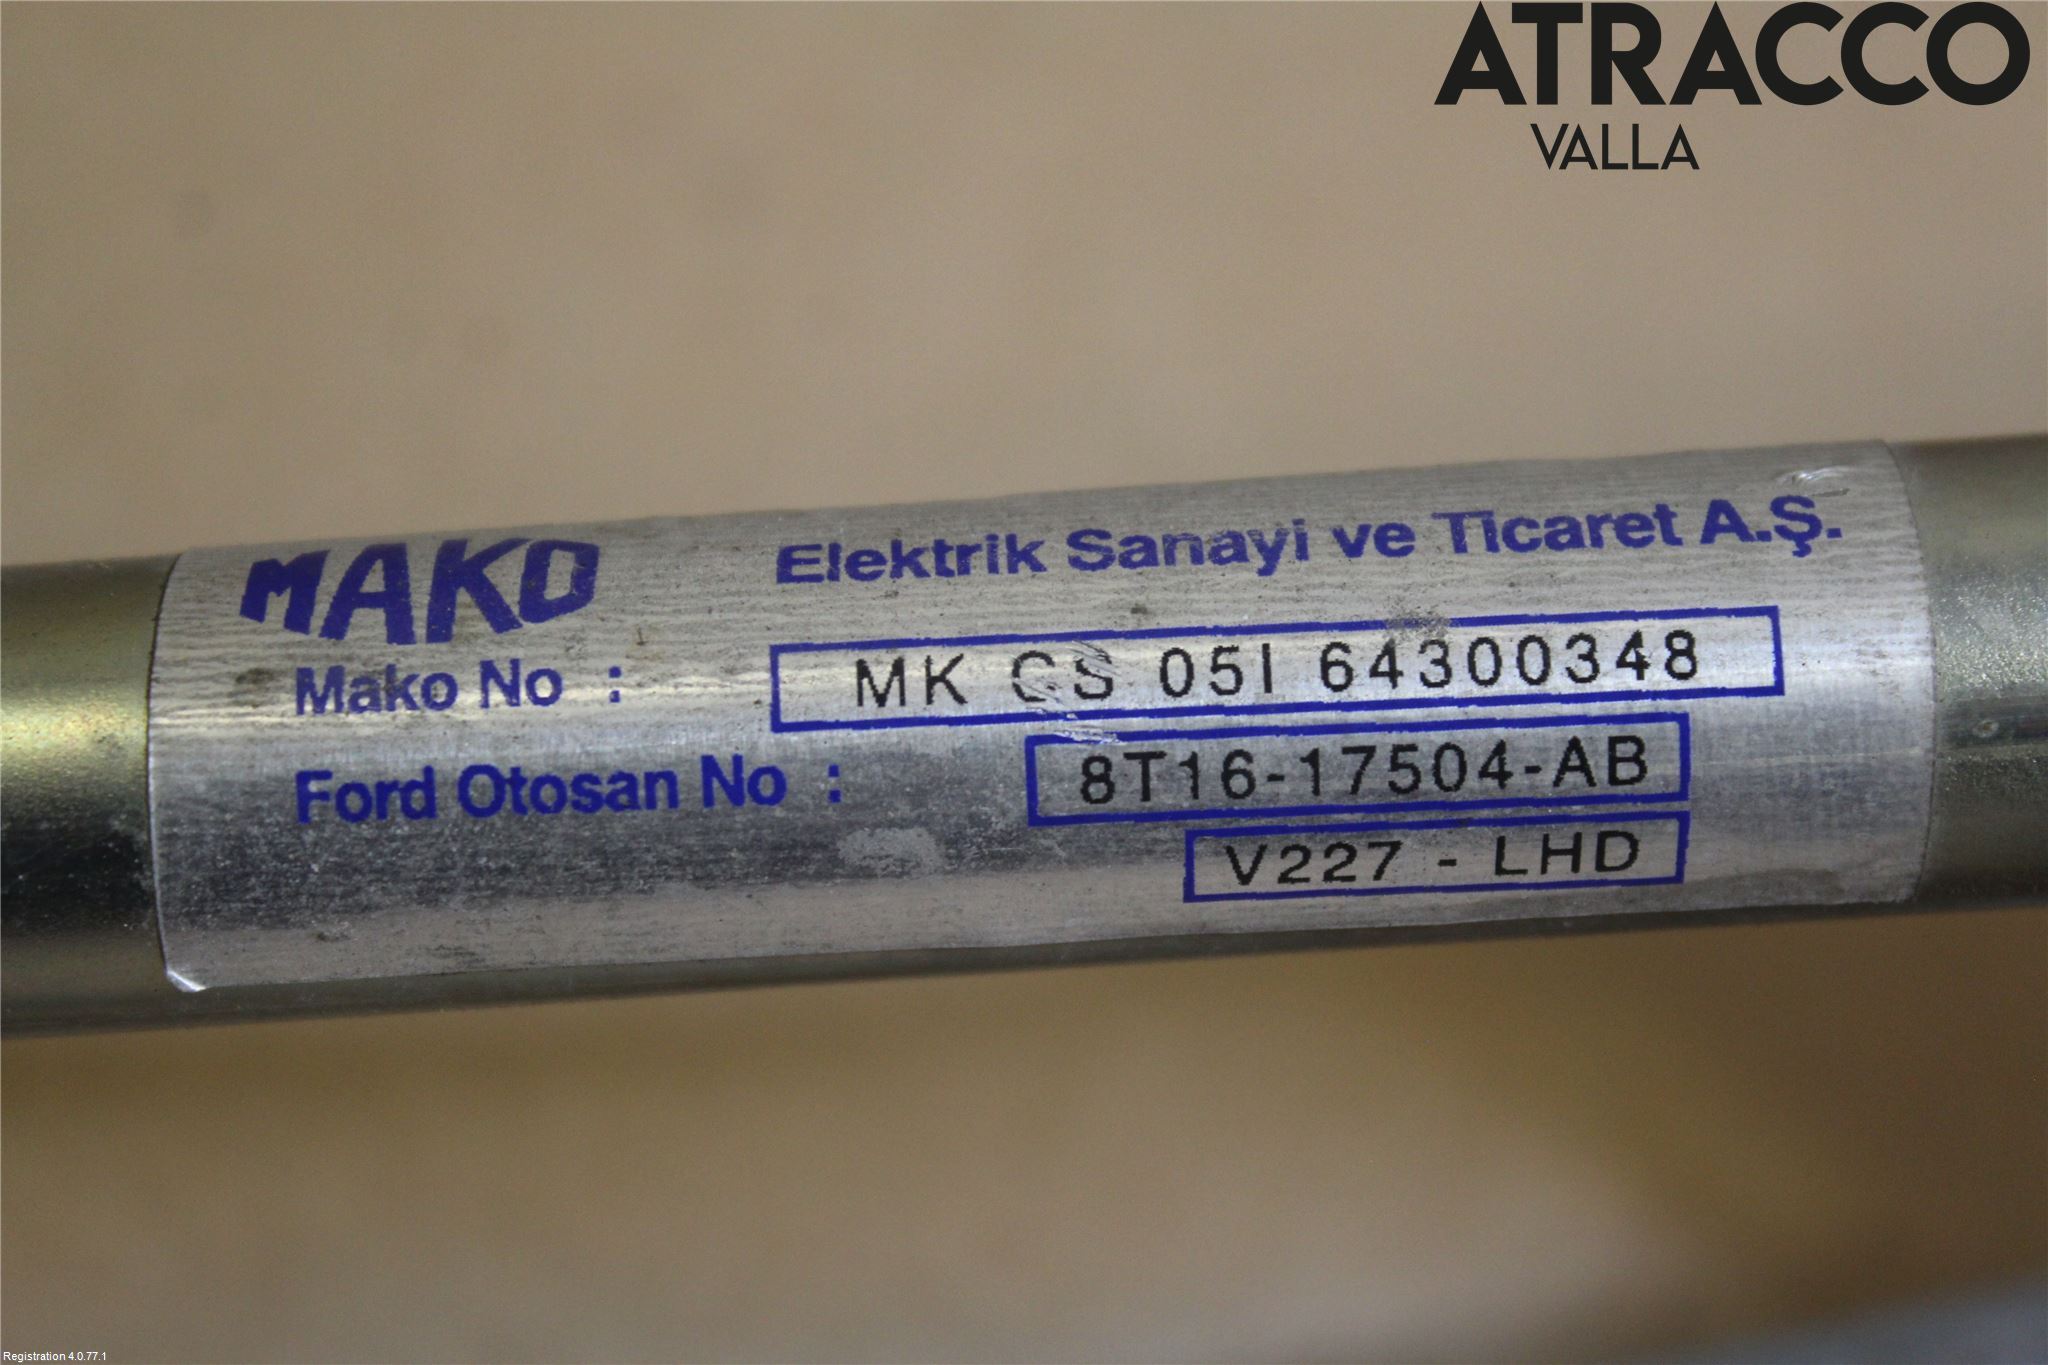 ATRACCO
VALLA
MAKO Elektrik Sanayi ve Ticaret A.Ş.
Mako No : MK CS 05I 64300348
Ford Otosan No : 8T16-17504-AB
V227 - LHD
Registration 4.0.77.1